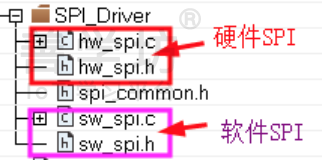 SPI_Driver
hw_spi.c
硬件SPI
hw_spi.h
spi_common.h
sw_spi.c
软件SPI
sw_spi.h